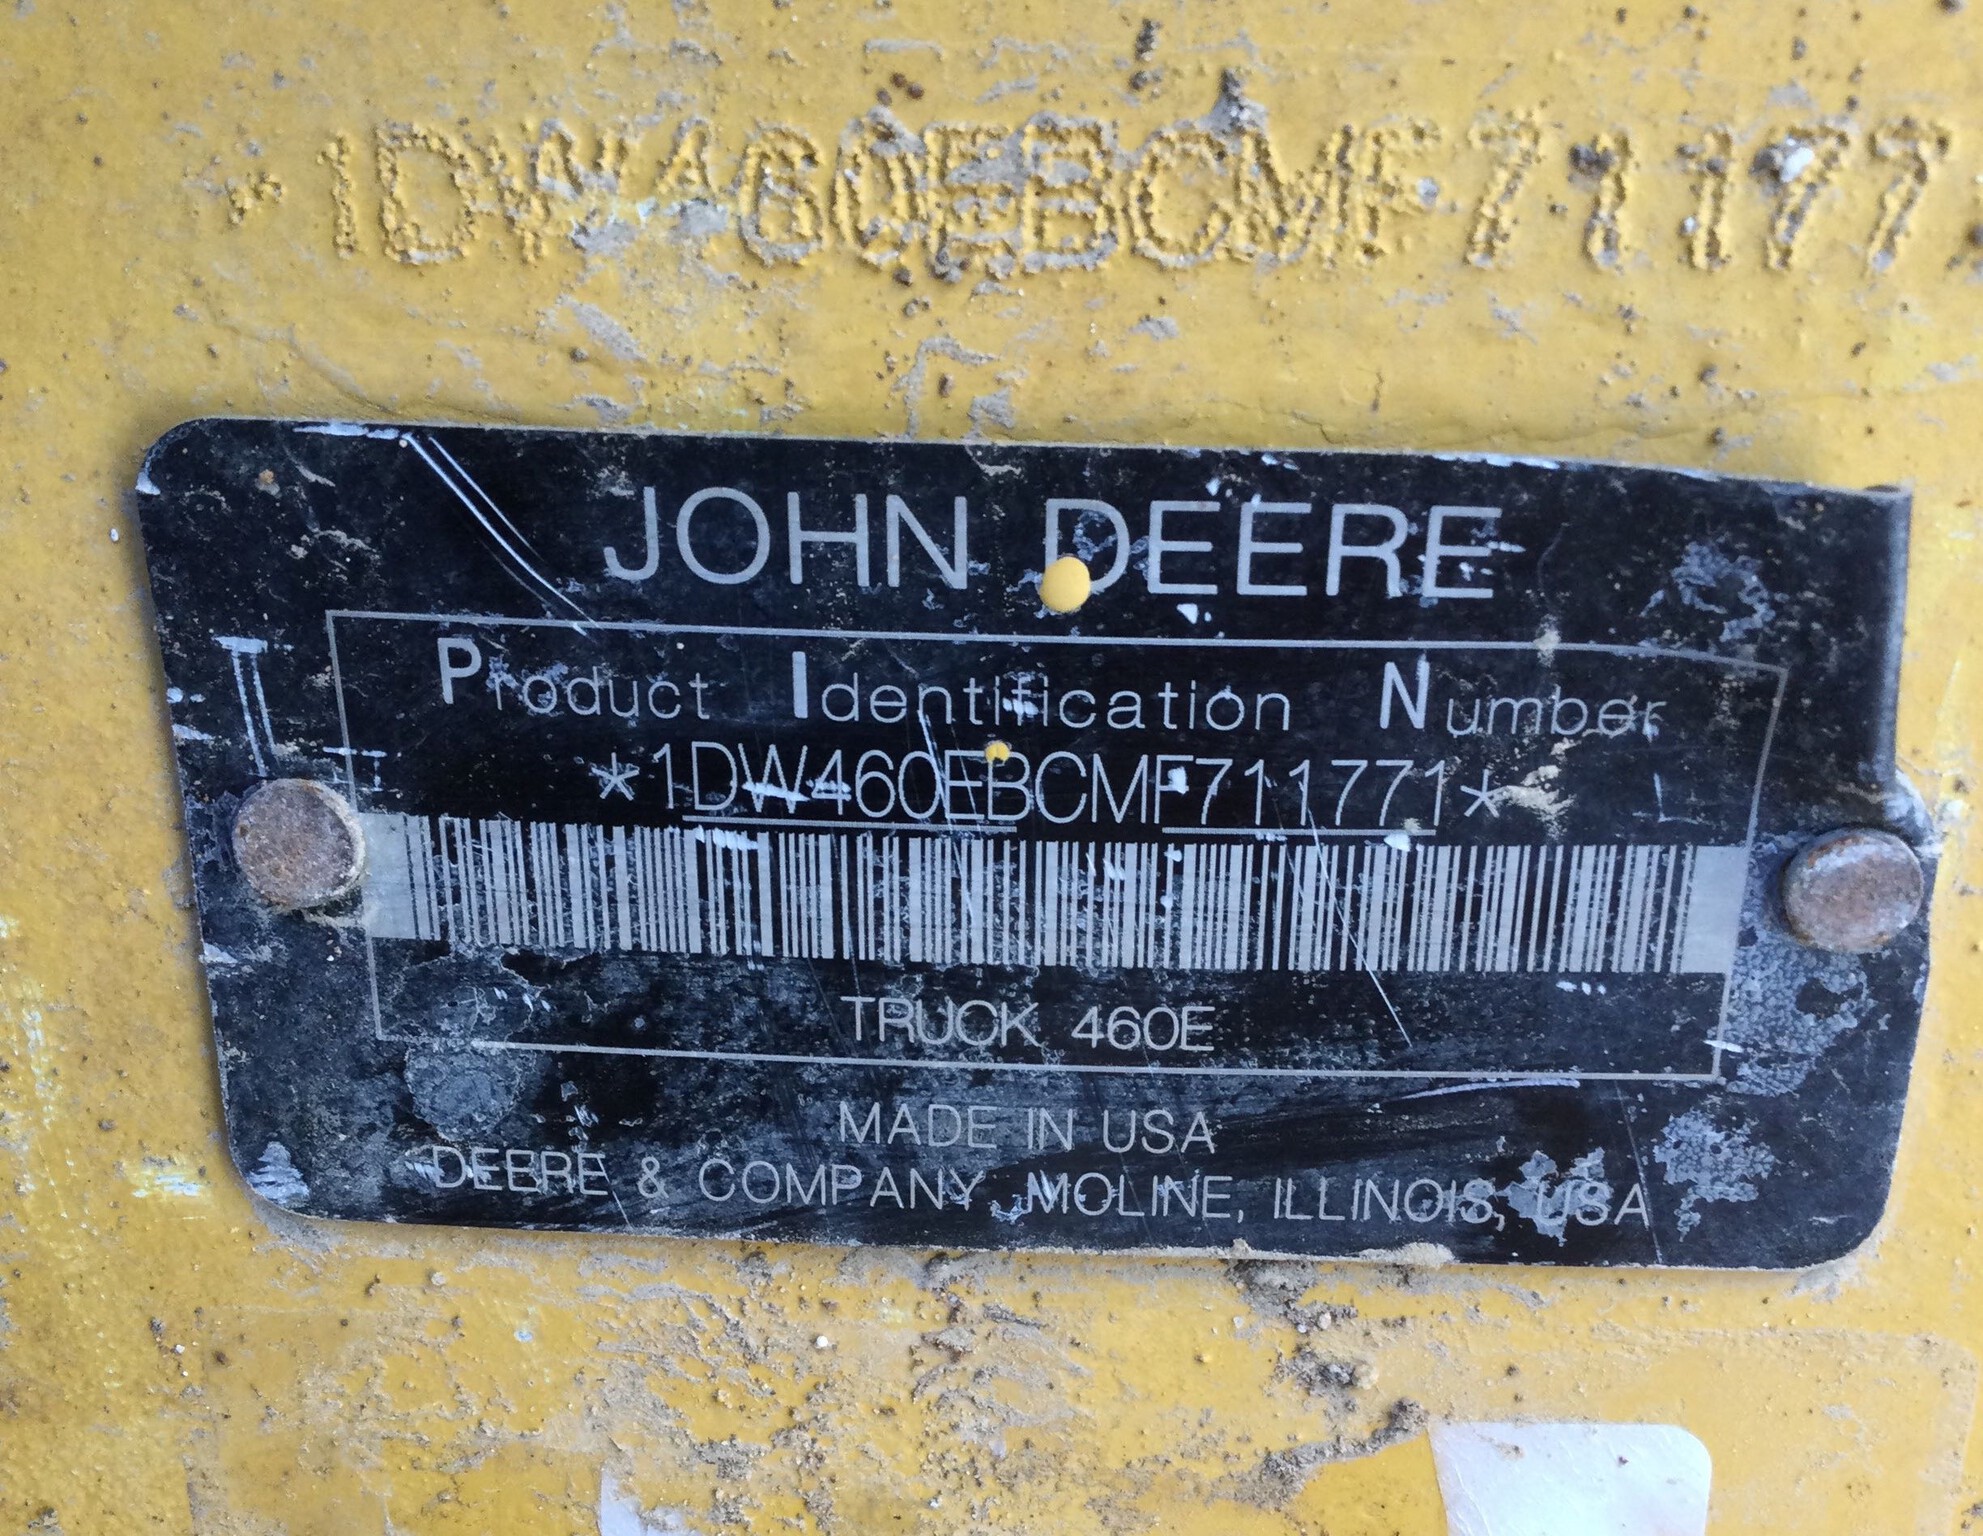 *1DW460EBCMF71177
JOHN DEERE
Product Identification Number
*1DW460EBCMF711771*
TRUCK 460E
MADE IN USA
DEERE & COMPANY MOLINE, ILLINOIS, USA